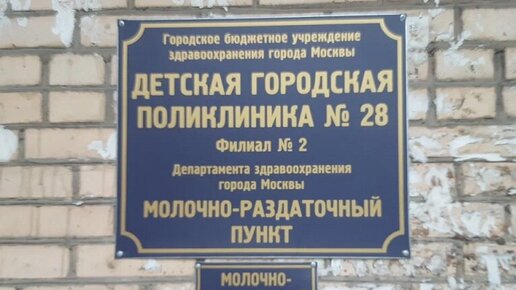 Городское бюджетное учреждение
здравоохранения города Москвы
ДЕТСКАЯ ГОРОДСКАЯ
ПОЛИКЛИНИКА № 28
Филиал № 2
Департамента здравоохранения
города Москвы
МОЛОЧНО-РАЗДАТОЧНЫЙ
ПУНКТ
МОЛОЧНО-